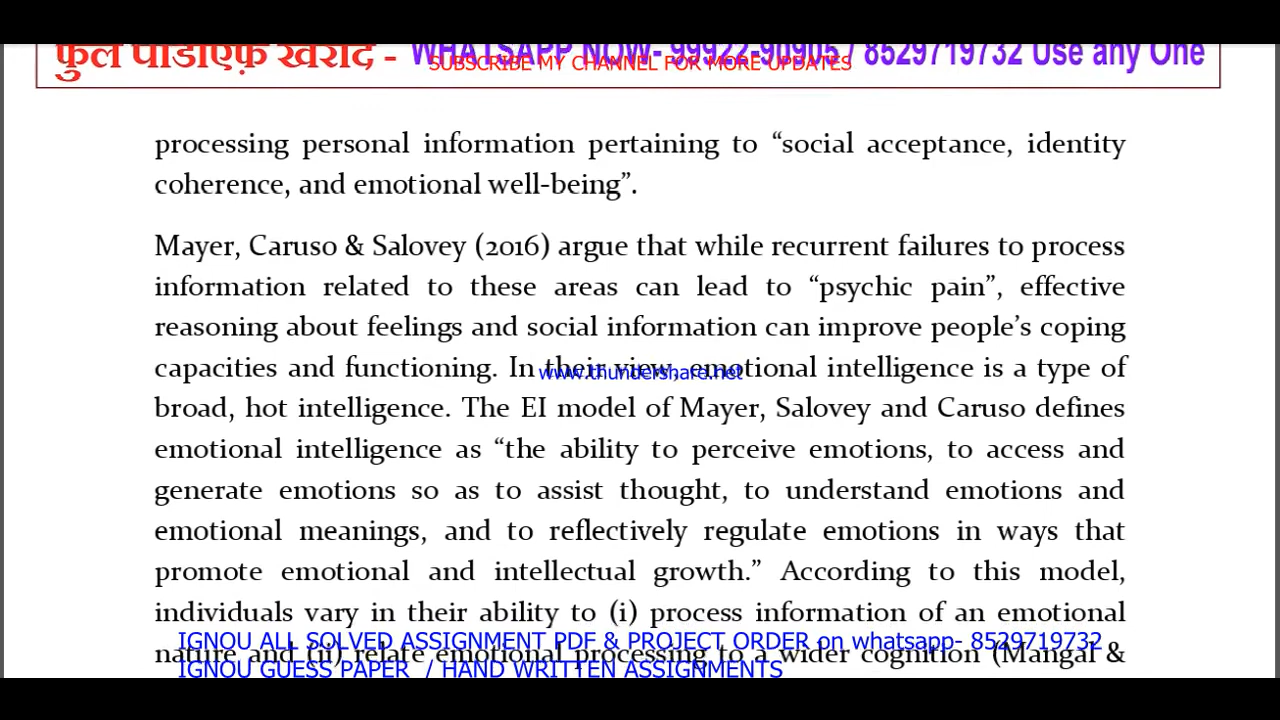 फुल पीडीएफ़ खरीदे - WHATSAPP NOW- 99922-90905 / 8529719732 Use any One
SUBSCRIBE MY CHANNEL FOR MORE UPDATES
processing personal information pertaining to “social acceptance, identity
coherence, and emotional well-being”.
Mayer, Caruso & Salovey (2016) argue that while recurrent failures to process
information related to these areas can lead to “psychic pain”, effective
reasoning about feelings and social information can improve people’s coping
capacities and functioning. In their view, emotional intelligence is a type of
www.thundershare.net
broad, hot intelligence. The EI model of Mayer, Salovey and Caruso defines
emotional intelligence as “the ability to perceive emotions, to access and
generate emotions so as to assist thought, to understand emotions and
emotional meanings, and to reflectively regulate emotions in ways that
promote emotional and intellectual growth.” According to this model,
individuals vary in their ability to (i) process information of an emotional
IGNOU ALL SOLVED ASSIGNMENT PDF & PROJECT ORDER on whatsapp- 8529719732
nature and (ii) relate emotional processing to a wider cognition (Mangal &
IGNOU GUESS PAPER / HAND WRITTEN ASSIGNMENTS